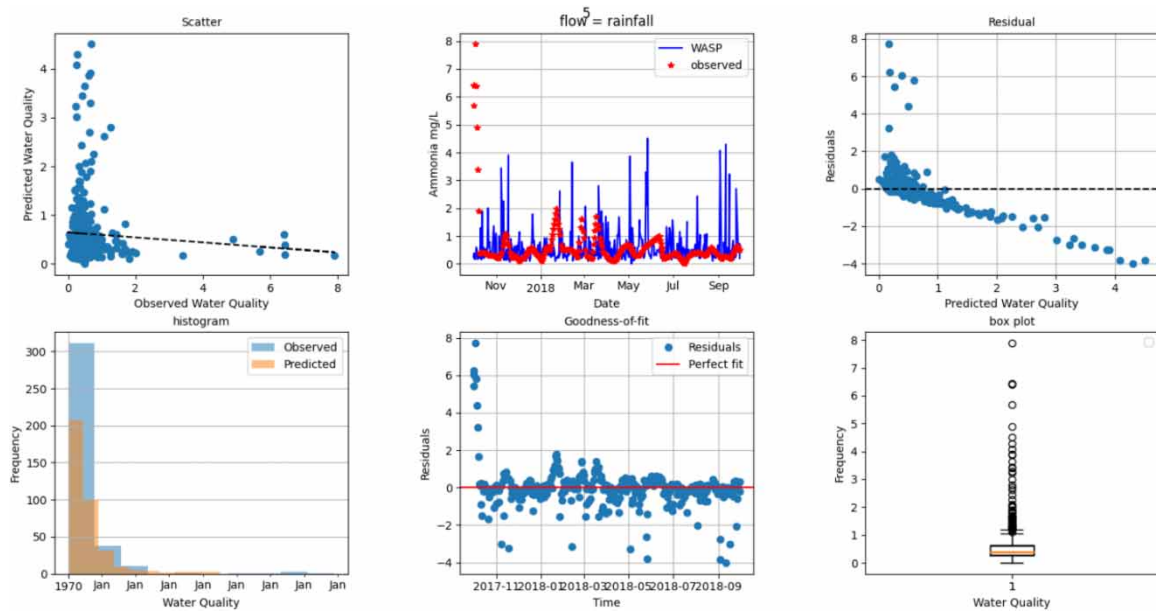 5
Scatter
flow = rainfall
Residual
Predicted Water Quality
4
3
2
1
0
0
2
4
6
8
Observed Water Quality
Ammonia mg/L
8
7
6
5
4
3
2
1
0
WASP
observed
Nov
2018
Mar
May
Jul
Sep
Date
Residuals
8
6
4
2
0
−2
−4
0
1
2
3
4
Predicted Water Quality
histogram
Goodness-of-fit
box plot
Frequency
300
250
200
150
100
50
0
Observed
Predicted
1970
Jan
Jan
Jan
Jan
Jan
Jan
Jan
Jan
Water Quality
Residuals
8
6
4
2
0
−2
−4
Residuals
Perfect fit
2017-11
2018-01
2018-03
2018-05
2018-07
2018-09
Time
Frequency
8
7
6
5
4
3
2
1
0
1
Water Quality